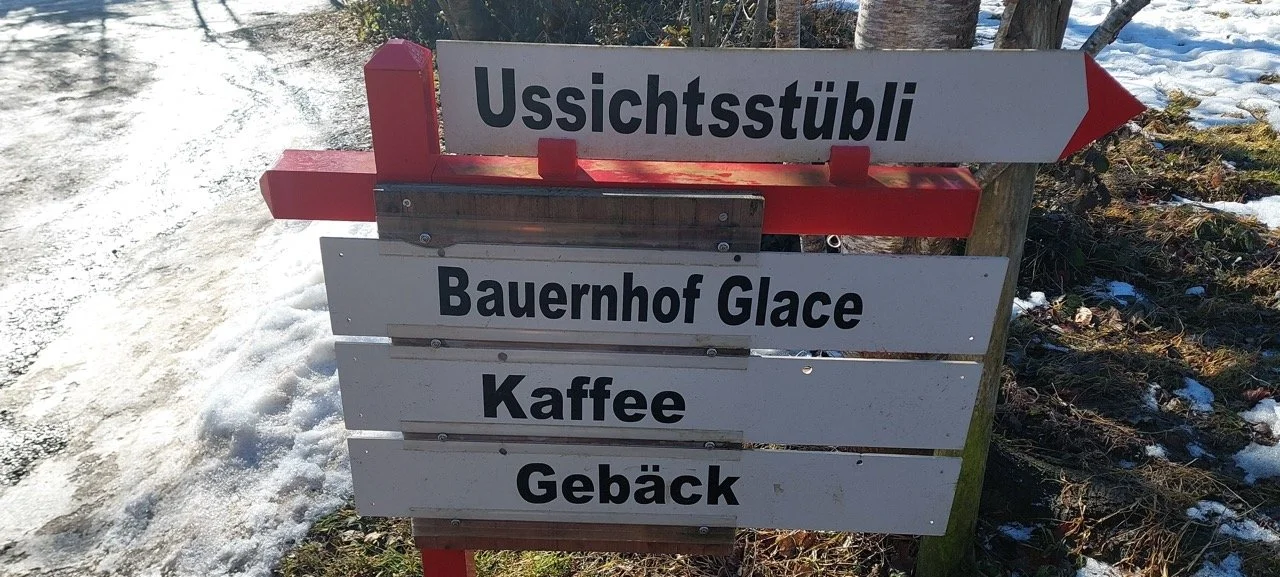 Ussichtsstübli
Bauernhof Glace
Kaffee
Gebäck